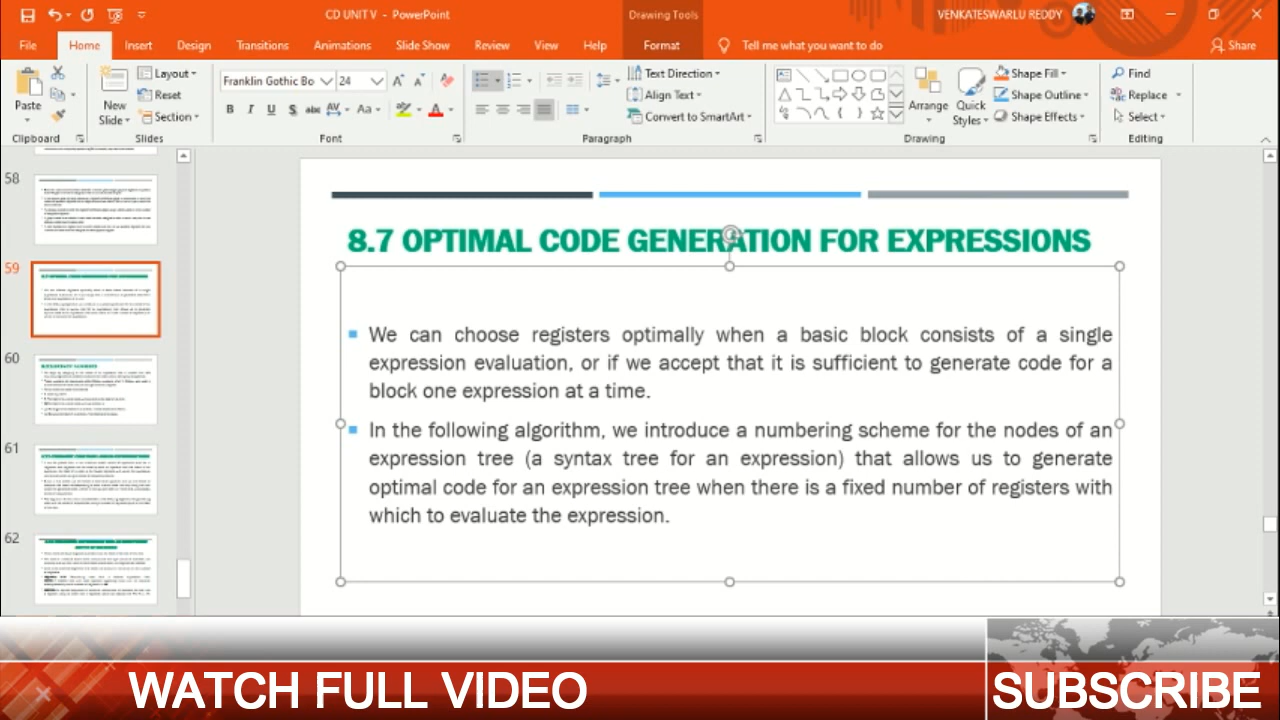 CD UNIT V - PowerPoint
Drawing Tools
VENKATESWARLU REDDY
File Home Insert Design Transitions Animations Slide Show Review View Help Format Tell me what you want to do Share
Paste
New Slide
Layout
Reset
Section
Franklin Gothic Bo 24
B I U S abc AV Aa A
Text Direction
Align Text
Convert to SmartArt
Arrange
Quick Styles
Shape Fill
Shape Outline
Shape Effects
Find
Replace
Select
Clipboard Slides Font Paragraph Drawing Editing
58
59
60
61
62
8.7 OPTIMAL CODE GENERATION FOR EXPRESSIONS
We can choose registers optimally when a basic block consists of a single
expression evaluation, or if we accept that it is sufficient to generate code for a
block one expression at a time.
In the following algorithm, we introduce a numbering scheme for the nodes of an
expression tree (a syntax tree for an expression) that allows us to generate
optimal code for an expression tree when there is a fixed number of registers with
which to evaluate the expression.
WATCH FULL VIDEO
SUBSCRIBE